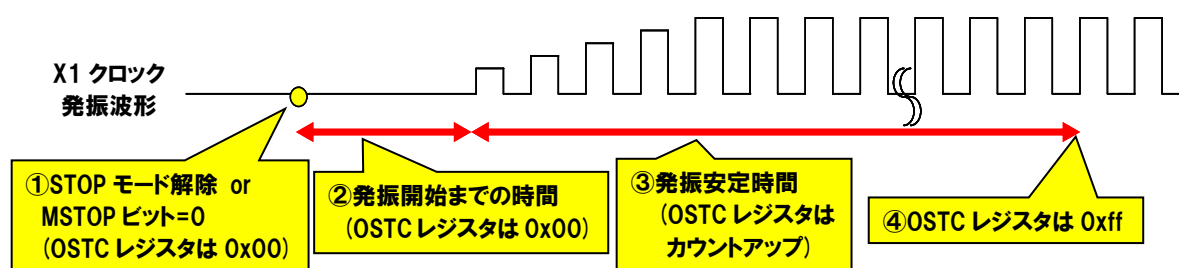 X1 クロック
発振波形
①STOP モード解除 or
MSTOP ビット=0
(OSTC レジスタは 0x00)
②発振開始までの時間
(OSTC レジスタは 0x00)
③発振安定時間
(OSTC レジスタは
カウントアップ)
④OSTC レジスタは 0xff